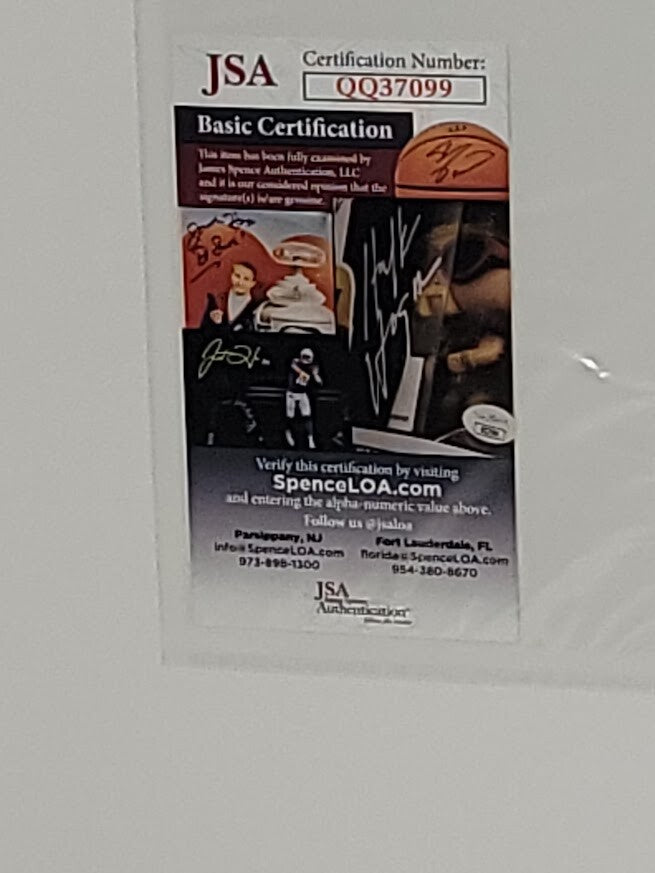 JSA
Certification Number:
QQ37099
Basic Certification
This item has been fully examined by
James Spence Authentication, LLC
and it is our considered opinion that the
signature(s) is/are genuine.
Hulk
Hogan
Verify this certification by visiting
SpenceLOA.com
and entering the alpha-numeric value above.
Follow us @jsaloa
Parsippany, NJ
info@SpenceLOA.com
973-898-1300
Fort Lauderdale, FL
florida@SpenceLOA.com
954-380-8670
JSA
Authentication